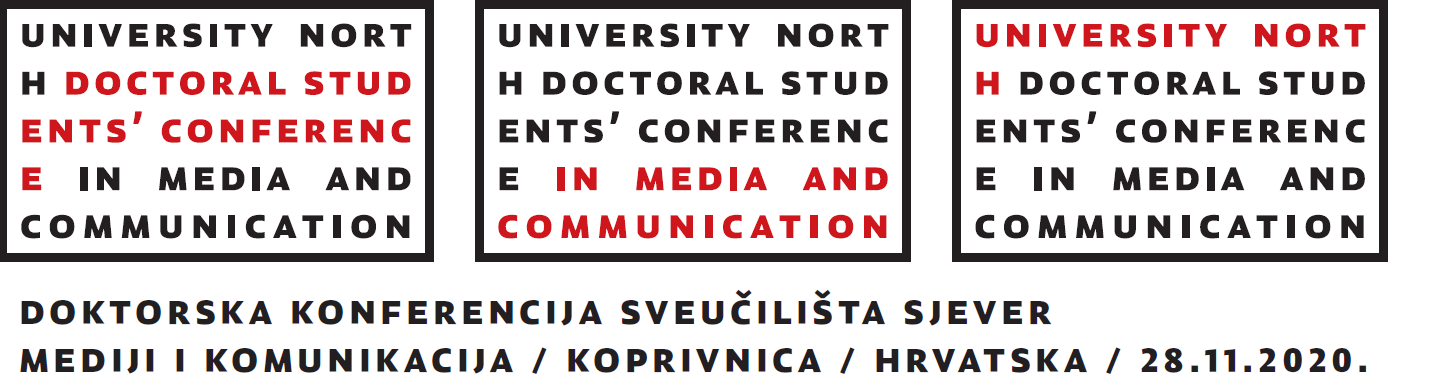 UNIVERSITY NORT
H DOCTORAL STUD
ENTS’ CONFERENC
E IN MEDIA AND
COMMUNICATION
UNIVERSITY NORT
H DOCTORAL STUD
ENTS’ CONFERENC
E IN MEDIA AND
COMMUNICATION
UNIVERSITY NORT
H DOCTORAL STUD
ENTS’ CONFERENC
E IN MEDIA AND
COMMUNICATION
DOKTORSKA KONFERENCIJA SVEUČILIŠTA SJEVER
MEDIJI I KOMUNIKACIJA / KOPRIVNICA / HRVATSKA / 28.11.2020.